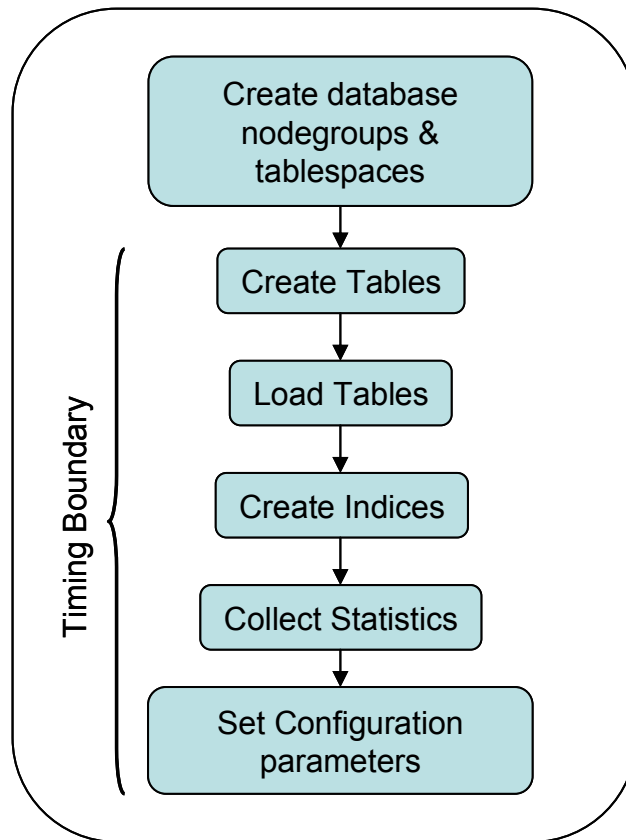 Create database
nodegroups &
tablespaces
Timing Boundary
Create Tables
Load Tables
Create Indices
Collect Statistics
Set Configuration
parameters